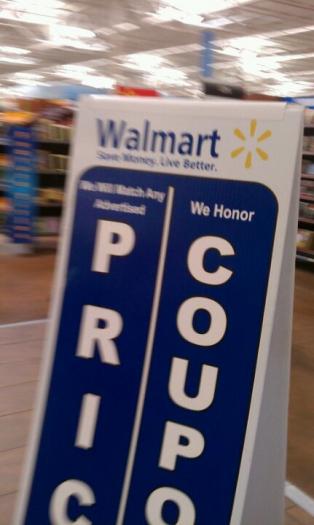 Walmart
Save Money. Live Better.
We Will Match Any
Advertised
P
R
I
C
We Honor
C
O
U
P
O